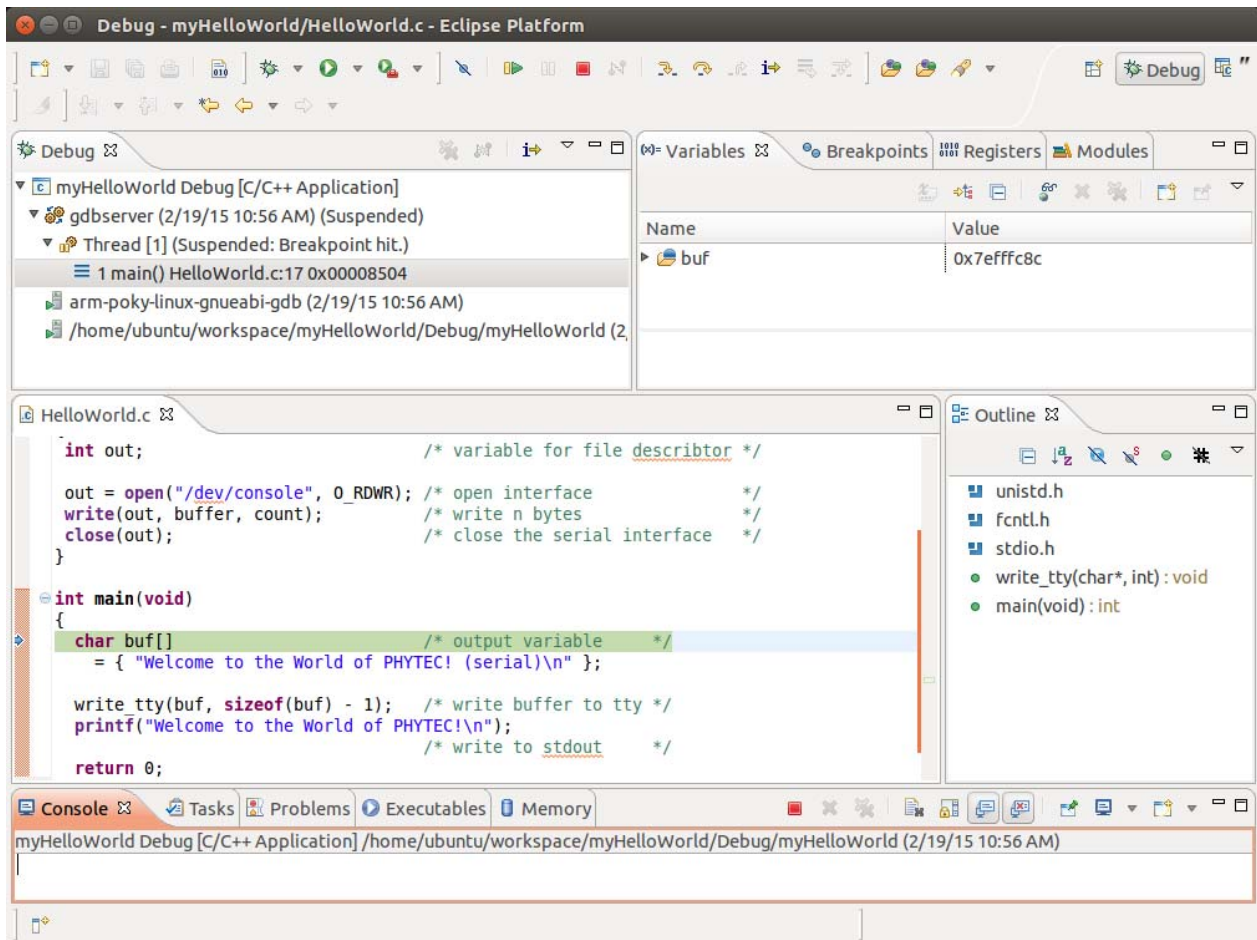 Debug - myHelloWorld/HelloWorld.c - Eclipse Platform
Debug
Debug
myHelloWorld Debug [C/C++ Application]
gdbserver (2/19/15 10:56 AM) (Suspended)
Thread [1] (Suspended: Breakpoint hit.)
1 main() HelloWorld.c:17 0x00008504
arm-poky-linux-gnueabi-gdb (2/19/15 10:56 AM)
/home/ubuntu/workspace/myHelloWorld/Debug/myHelloWorld (2,
(x)= Variables Breakpoints 1010 0101 Registers Modules
Name Value
buf 0x7efffc8c
HelloWorld.c
int out; /* variable for file describtor */
out = open("/dev/console", O_RDWR); /* open interface */
write(out, buffer, count); /* write n bytes */
close(out); /* close the serial interface */
}
int main(void)
{
char buf[] /* output variable */
= { "Welcome to the World of PHYTEC! (serial)\n" };
write_tty(buf, sizeof(buf) - 1); /* write buffer to tty */
printf("Welcome to the World of PHYTEC!\n");
/* write to stdout */
return 0;
Outline
unistd.h
fcntl.h
stdio.h
write_tty(char*, int) : void
main(void) : int
Console Tasks Problems Executables Memory
myHelloWorld Debug [C/C++ Application] /home/ubuntu/workspace/myHelloWorld/Debug/myHelloWorld (2/19/15 10:56 AM)